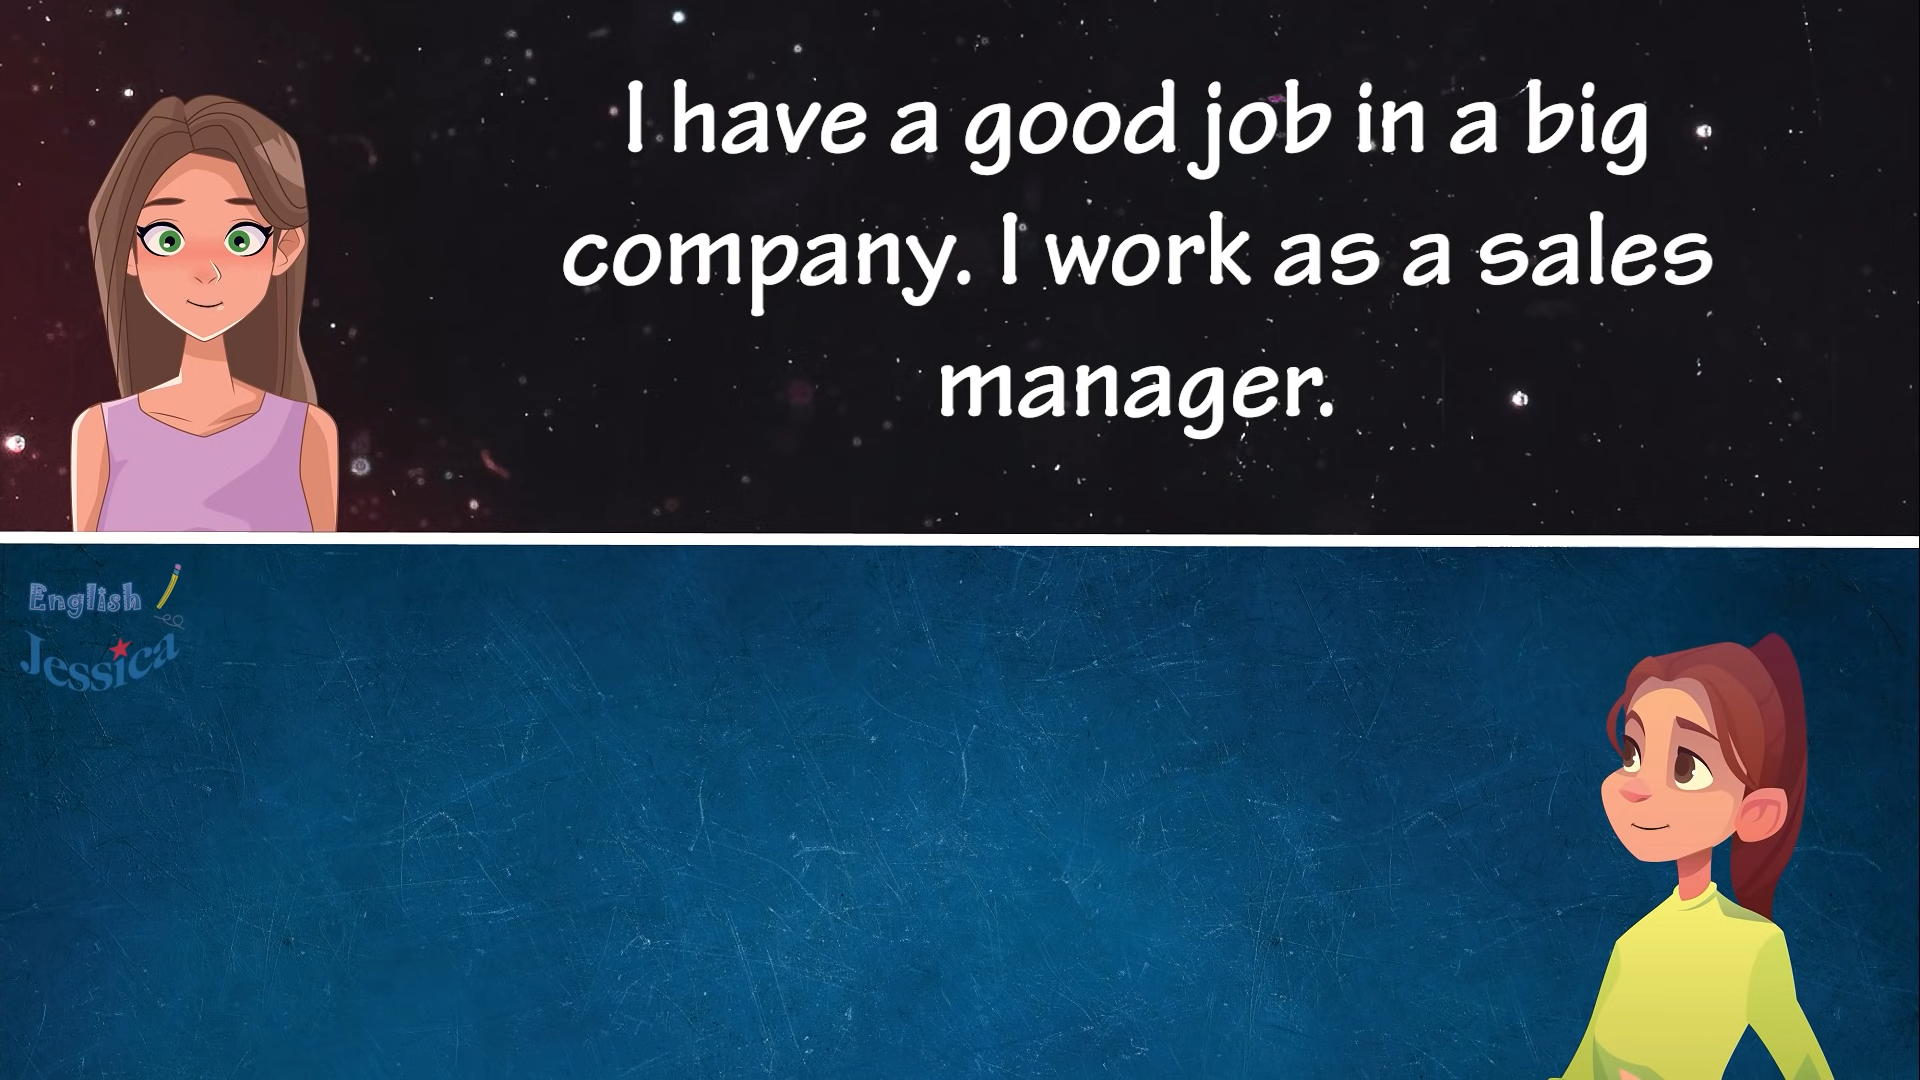 I have a good job in a big
company. I work as a sales
manager.
English
Jessica